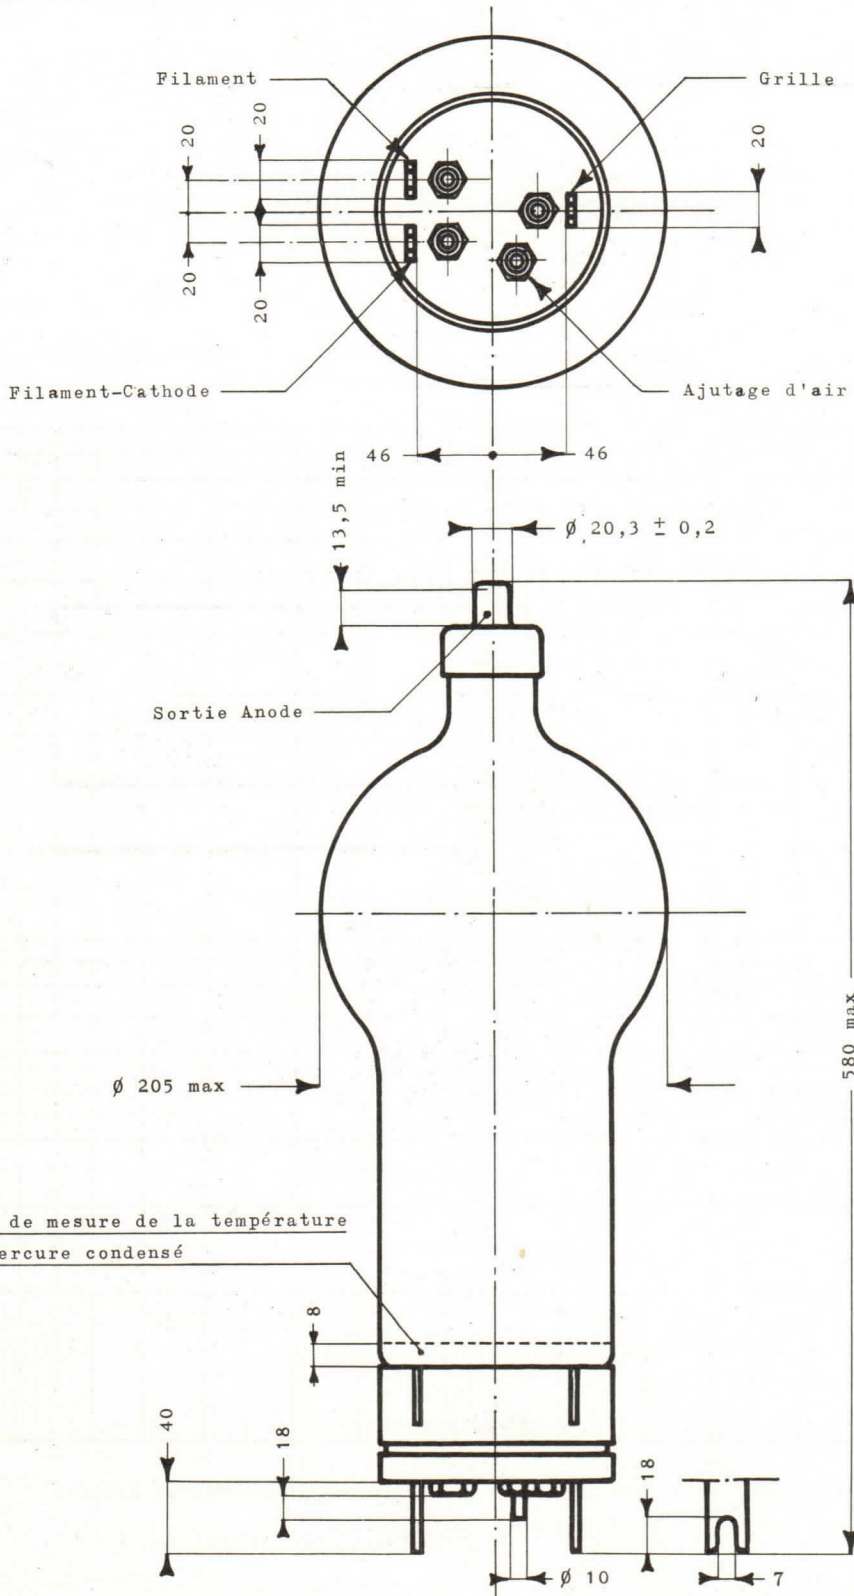 Filament
Grille
20
20
20
20
20
Filament-Cathode
Ajutage d'air
46
46
13,5 min
Ø 20,3 ± 0,2
Sortie Anode
580 max
Ø 205 max
de mesure de la température
ercure condensé
8
40
18
18
Ø 10
7